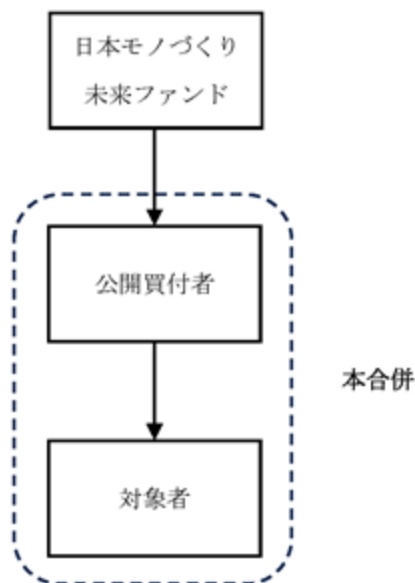 日本モノづくり
未来ファンド
公開買付者
本合併
対象者